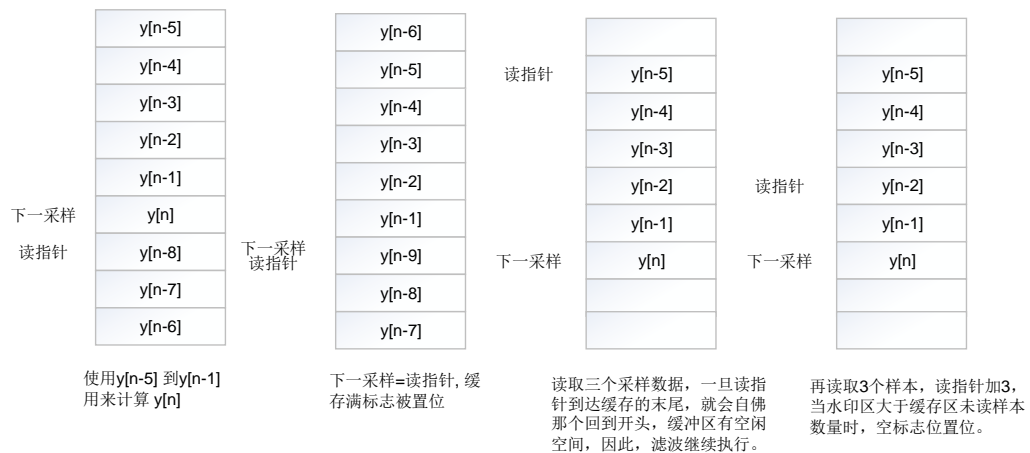 y[n-5]
y[n-4]
y[n-3]
y[n-2]
y[n-1]
下一采样
y[n]
读指针
y[n-8]
y[n-7]
y[n-6]
使用y[n-5] 到y[n-1]
用来计算 y[n]
y[n-6]
y[n-5]
y[n-4]
y[n-3]
y[n-2]
y[n-1]
下一采样
读指针
y[n-9]
y[n-8]
y[n-7]
下一采样=读指针, 缓
存满标志被置位
读指针
y[n-5]
y[n-4]
y[n-3]
y[n-2]
y[n-1]
下一采样
y[n]
读取三个采样数据，一旦读指
针到达缓存的末尾，就会自佛
那个回到开头，缓冲区有空闲
空间，因此，滤波继续执行。
y[n-5]
y[n-4]
y[n-3]
读指针
y[n-2]
y[n-1]
下一采样
y[n]
再读取3个样本，读指针加3，
当水印区大于缓存区未读样本
数量时，空标志位置位。